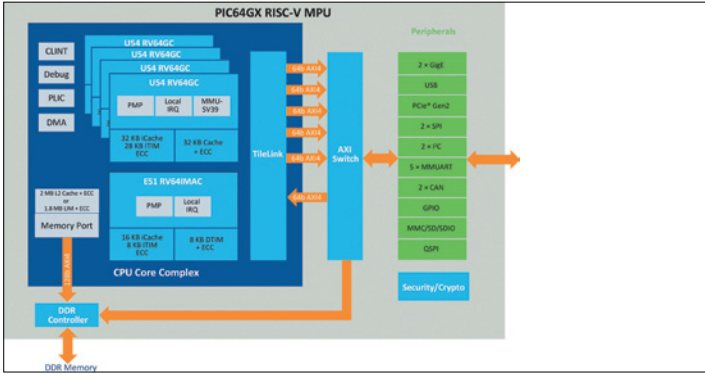 PIC64GX RISC-V MPU
CLINT
Debug
PLIC
DMA
U54 RV64GC
U54 RV64GC
U54 RV64GC
U54 RV64GC
PMP
Local
IRQ
MMU-
SV39
32 KB iCache
28 KB ITIM
ECC
32 KB Cache
+ ECC
E51 RV64IMAC
PMP
Local
IRQ
16 KB iCache
8 KB ITIM
ECC
8 KB DTIM
+ ECC
2 MB L2 Cache + ECC
or
1.8 MB LIM + ECC
Memory Port
CPU Core Complex
TileLink
64b AXI4
64b AXI4
64b AXI4
64b AXI4
64b AXI4
64b AXI4
AXI
Switch
Peripherals
2 × GigE
USB
PCIe® Gen2
2 × SPI
2 × I²C
5 × MMUART
2 × CAN
GPIO
MMC/SD/SDIO
QSPI
Security/Crypto
128b AXI4
DDR
Controller
DDR Memory